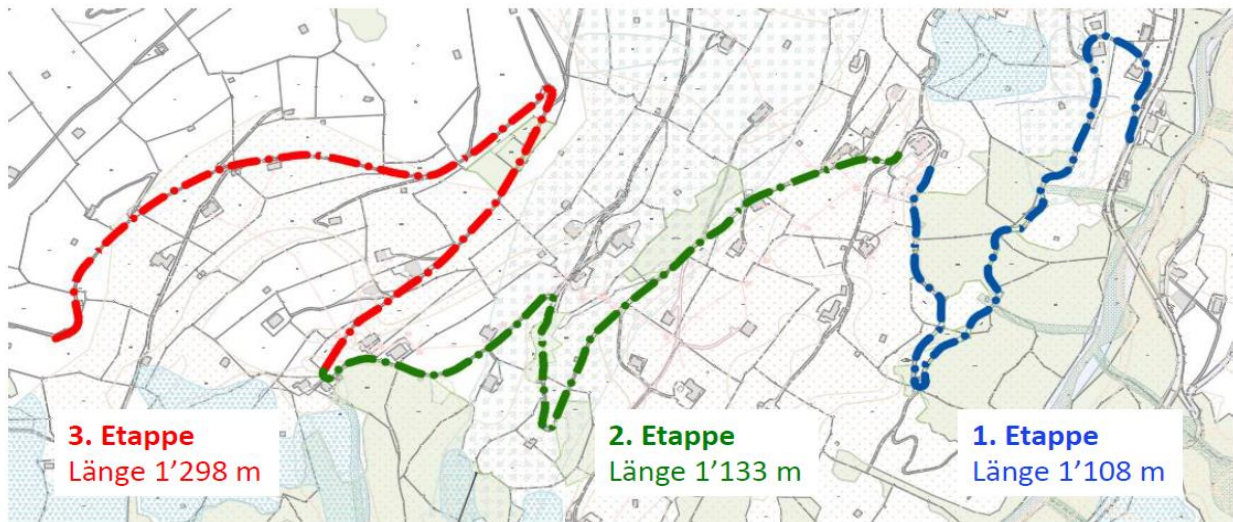 3. Etappe
Länge 1’298 m
2. Etappe
Länge 1’133 m
1. Etappe
Länge 1’108 m